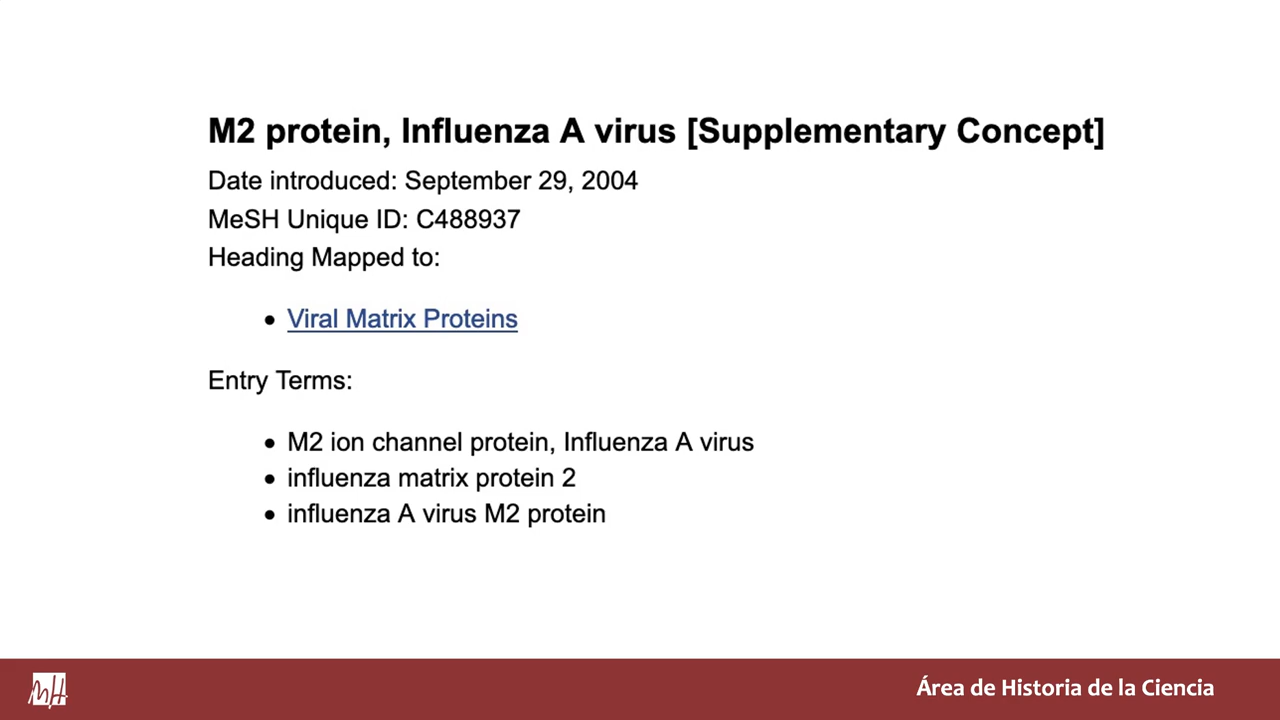 M2 protein, Influenza A virus [Supplementary Concept]
Date introduced: September 29, 2004
MeSH Unique ID: C488937
Heading Mapped to:
• Viral Matrix Proteins
Entry Terms:
• M2 ion channel protein, Influenza A virus
• influenza matrix protein 2
• influenza A virus M2 protein
MH
Área de Historia de la Ciencia